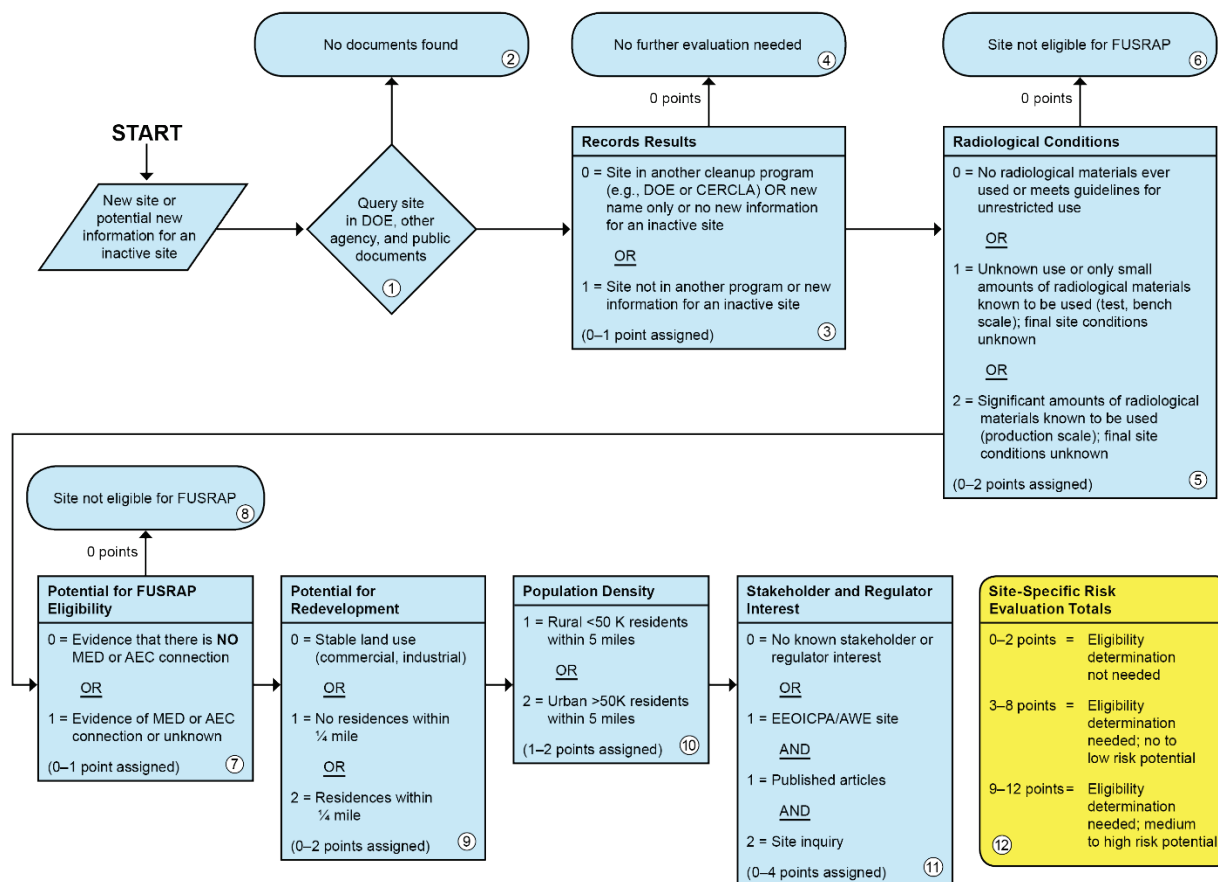 No documents found
②
No further evaluation needed
④
Site not eligible for FUSRAP
⑥
0 points
0 points
START
New site or
potential new
information for an
inactive site
Query site
in DOE, other
agency, and public
documents
①
Records Results
0 = Site in another cleanup program
(e.g., DOE or CERCLA) OR new
name only or no new information
for an inactive site
OR
1 = Site not in another program or new
information for an inactive site
(0–1 point assigned)
③
Radiological Conditions
0 = No radiological materials ever
used or meets guidelines for
unrestricted use
OR
1 = Unknown use or only small
amounts of radiological materials
known to be used (test, bench
scale); final site conditions
unknown
OR
2 = Significant amounts of radiological
materials known to be used
(production scale); final site
conditions unknown
(0–2 points assigned)
⑤
Site not eligible for FUSRAP
⑧
0 points
Potential for FUSRAP
Eligibility
0 = Evidence that there is NO
MED or AEC connection
OR
1 = Evidence of MED or AEC
connection or unknown
(0–1 point assigned)
⑦
Potential for
Redevelopment
0 = Stable land use
(commercial, industrial)
OR
1 = No residences within
¼ mile
OR
2 = Residences within
¼ mile
(0–2 points assigned)
⑨
Population Density
1 = Rural <50 K residents
within 5 miles
OR
2 = Urban >50K residents
within 5 miles
(1–2 points assigned)
⑩
Stakeholder and Regulator
Interest
0 = No known stakeholder or
regulator interest
OR
1 = EEOICPA/AWE site
AND
1 = Published articles
AND
2 = Site inquiry
(0–4 points assigned)
⑪
Site-Specific Risk
Evaluation Totals
0–2 points = Eligibility
determination
not needed
3–8 points = Eligibility
determination
needed; no to
low risk potential
9–12 points = Eligibility
determination
needed; medium
to high risk potential
⑫